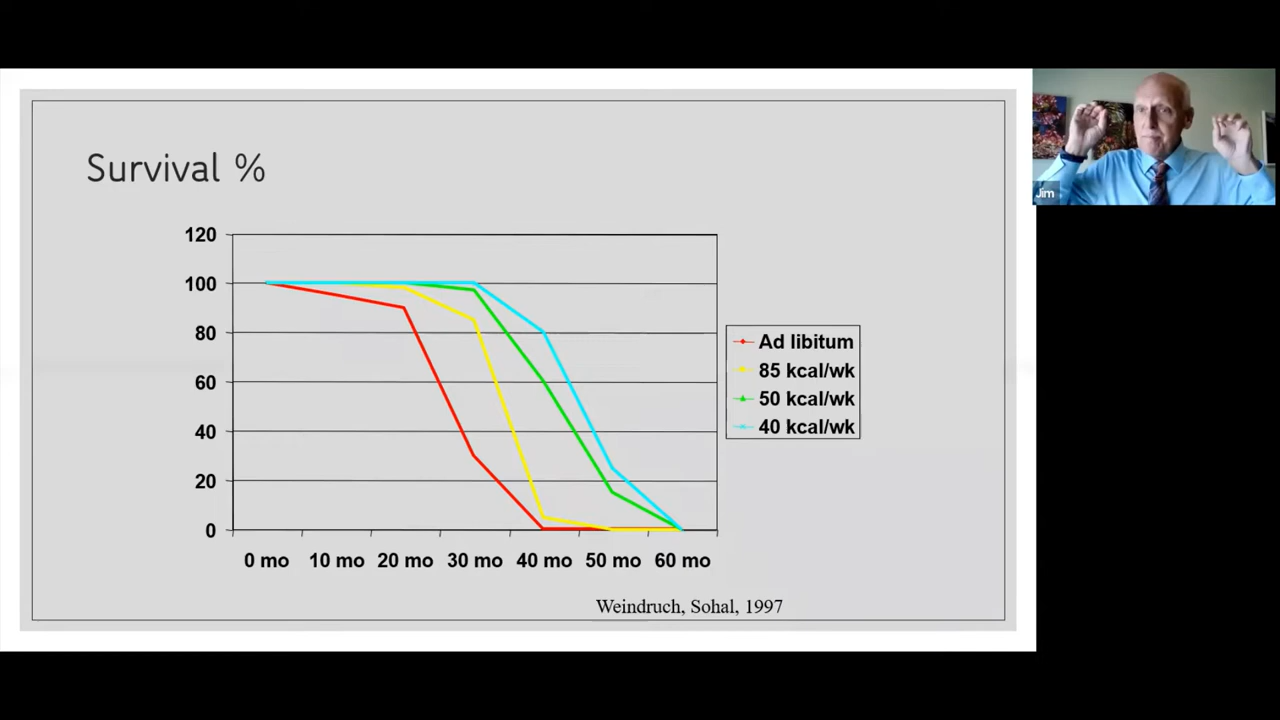 Survival %
120
100
80
60
40
20
0
0 mo 10 mo 20 mo 30 mo 40 mo 50 mo 60 mo
Ad libitum
85 kcal/wk
50 kcal/wk
40 kcal/wk
Weindruch, Sohal, 1997
Jim